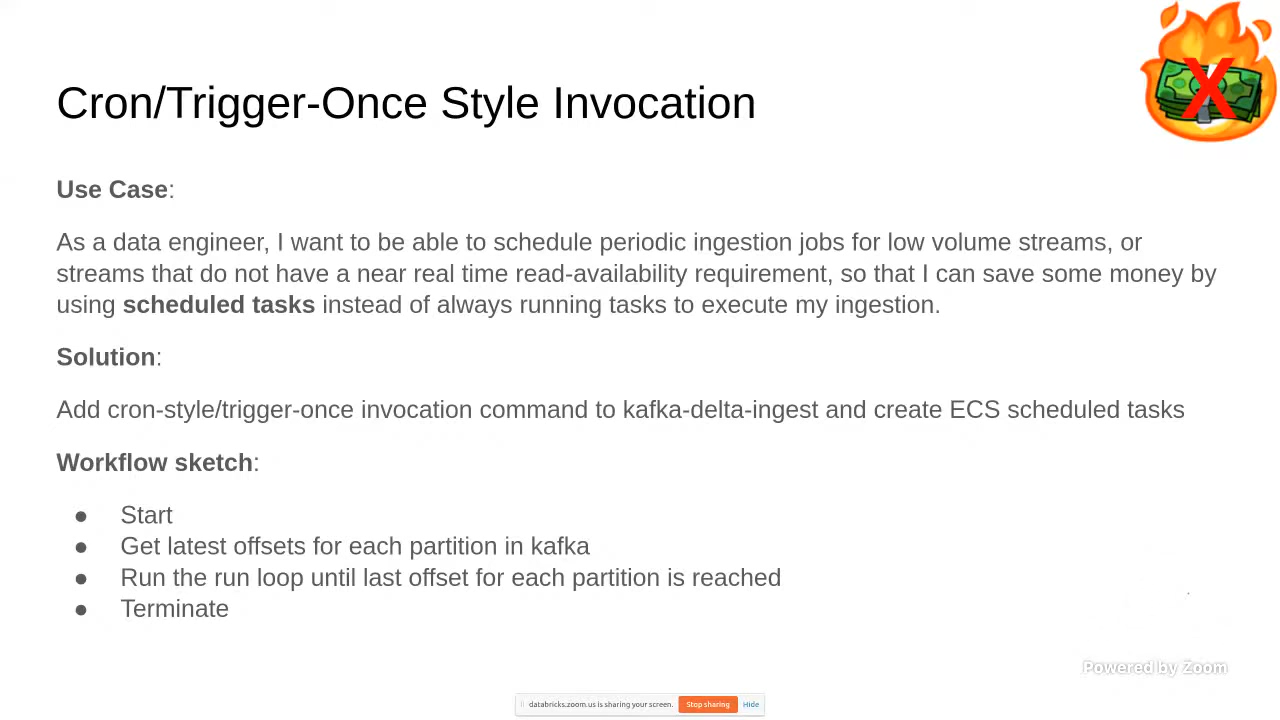 Cron/Trigger-Once Style Invocation
X
Use Case:
As a data engineer, I want to be able to schedule periodic ingestion jobs for low volume streams, or
streams that do not have a near real time read-availability requirement, so that I can save some money by
using scheduled tasks instead of always running tasks to execute my ingestion.
Solution:
Add cron-style/trigger-once invocation command to kafka-delta-ingest and create ECS scheduled tasks
Workflow sketch:
● Start
● Get latest offsets for each partition in kafka
● Run the run loop until last offset for each partition is reached
● Terminate
Powered by Zoom
databricks.zoom.us is sharing your screen. Stop sharing Hide